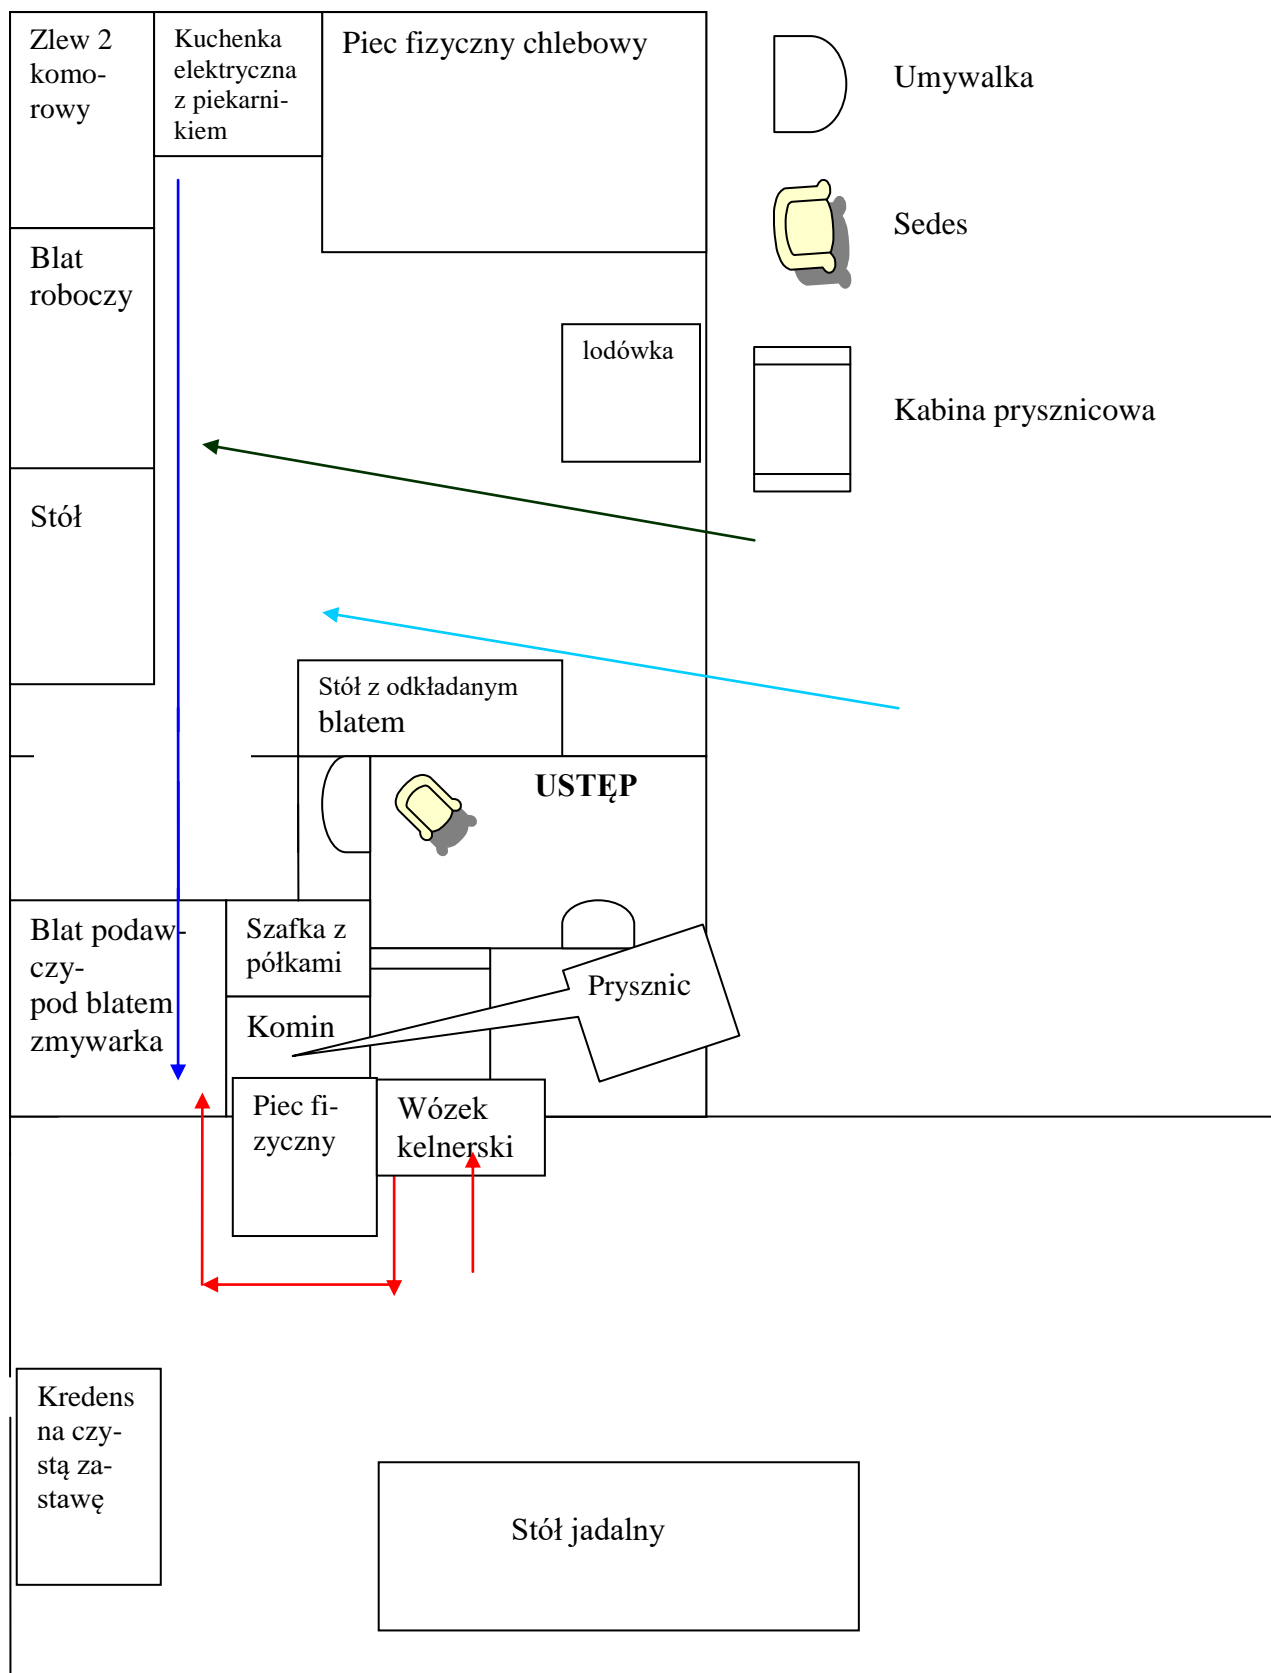 Zlew 2
komo-
rowy
Kuchenka
elektryczna
z piekarni-
kiem
Piec fizyczny chlebowy
Umywalka
Sedes
Blat
roboczy
lodówka
Kabina prysznicowa
Stół
Stół z odkładanym
blatem
USTĘP
Blat podaw-
czy-
pod blatem
zmywarka
Szafka z
półkami
Prysznic
Komin
Piec fi-
zyczny
Wózek
kelnerski
Kredens
na czy-
stą za-
stawę
Stół jadalny